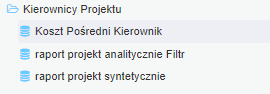 Kierownicy Projektu
Koszt Pośredni Kierownik
raport projekt analitycznie Filtr
raport projekt syntetycznie